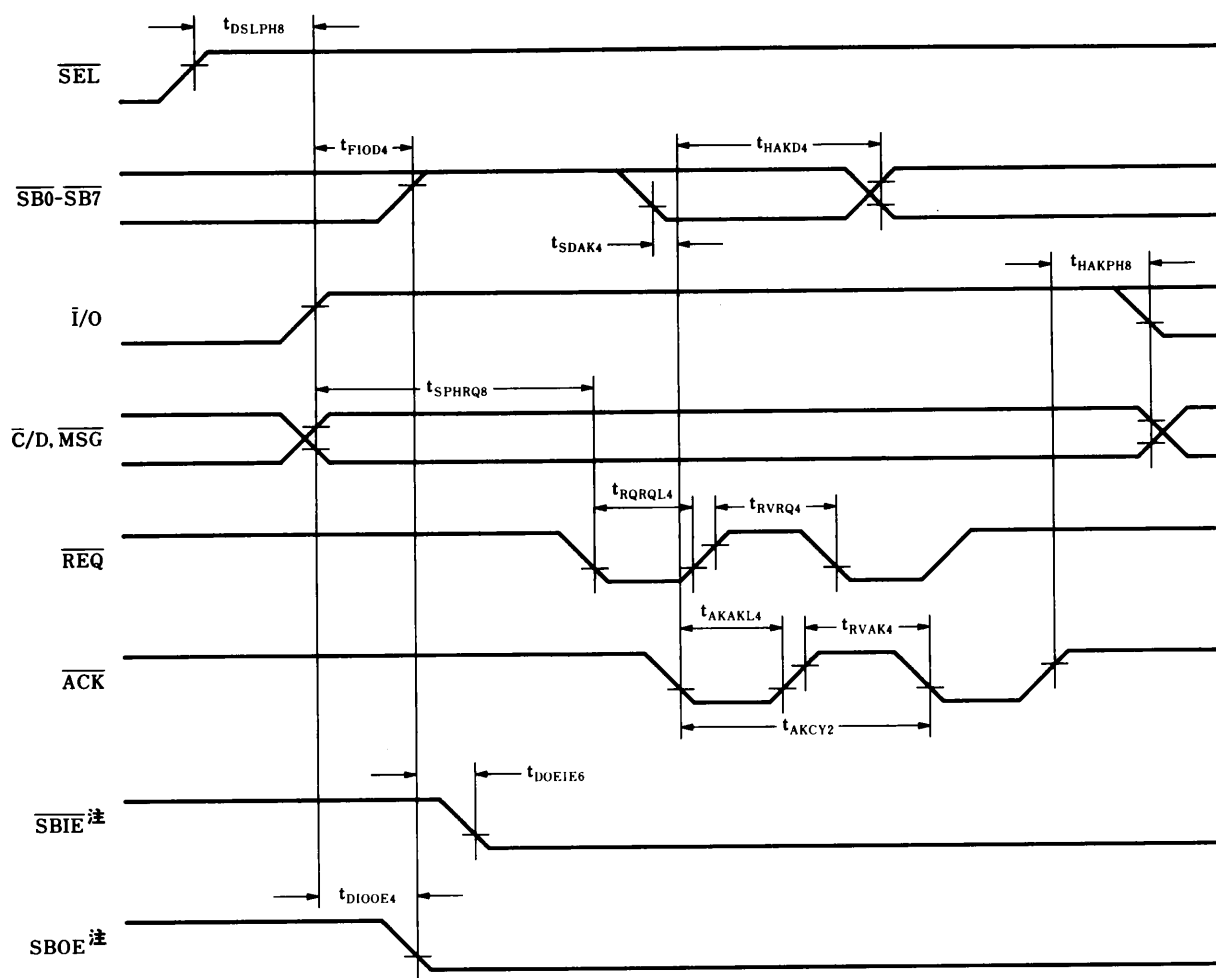 tDSLPH8
SEL
tFIOD4
tHAKD4
SB0-SB7
tSDAK4
tHAKPH8
I/O
tSPHRQ8
C/D, MSG
tRQRQL4
tRVRQ4
REQ
tAKAKL4
tRVAK4
ACK
tAKCY2
tDOEIE6
SBIE注
tDIOOE4
SBOE注